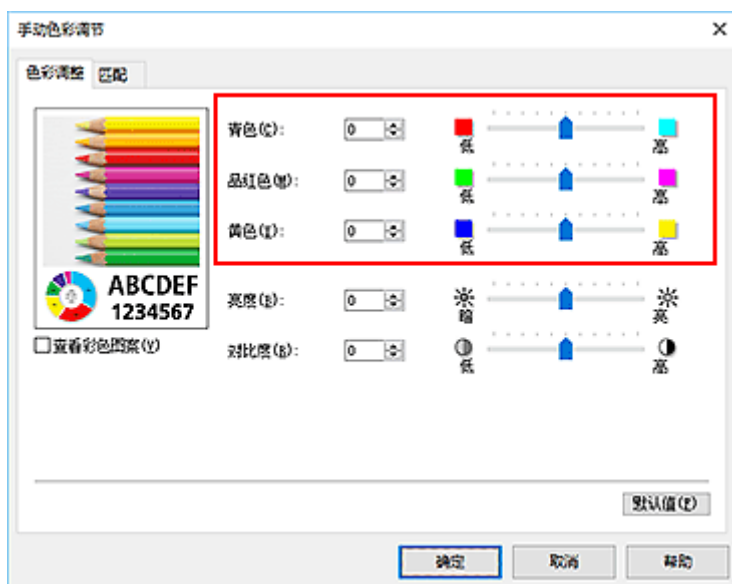 手动色彩调节
色彩调整 匹配
青色(C): 0 低 高
品红色(M): 0 低 高
黄色(Y): 0 低 高
ABCDEF
1234567
亮度(B): 0 暗 亮
查看彩色图案(Y)
对比度(B): 0 低 高
默认值(F)
确定 取消 帮助